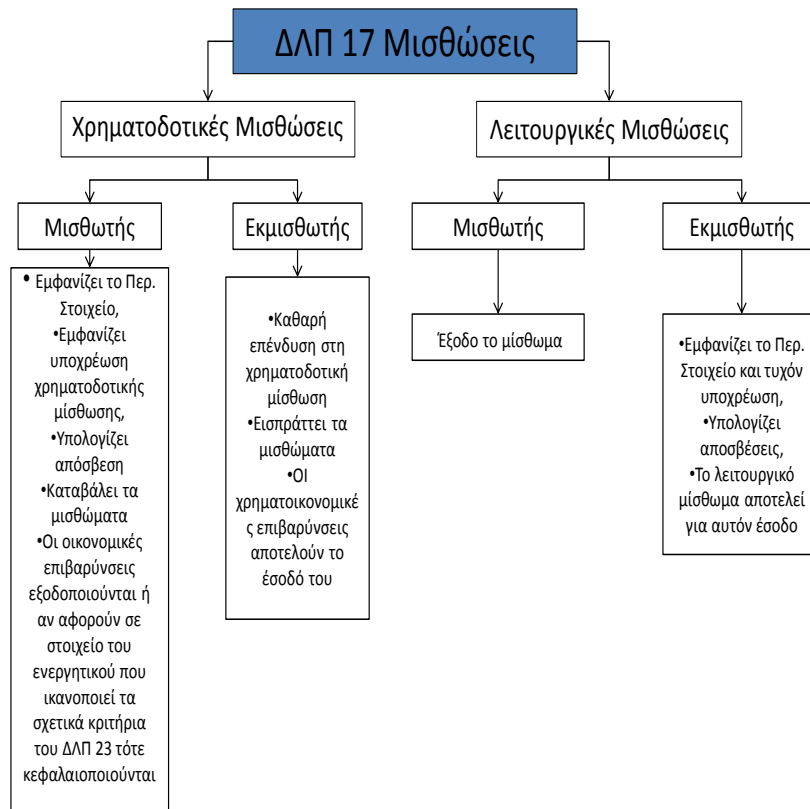 ΔΛΠ 17 Μισθώσεις
Χρηματοδοτικές Μισθώσεις
Λειτουργικές Μισθώσεις
Μισθωτής
Εκμισθωτής
Μισθωτής
Εκμισθωτής
• Εμφανίζει το Περ.
Στοιχείο,
•Εμφανίζει
υποχρέωση
χρηματοδοτικής
μίσθωσης,
•Υπολογίζει
απόσβεση
•Καταβάλει τα
μισθώματα
•Οι οικονομικές
επιβαρύνσεις
εξοδοποιούνται ή
αν αφορούν σε
στοιχείο του
ενεργητικού που
ικανοποιεί τα
σχετικά κριτήρια
του ΔΛΠ 23 τότε
κεφαλαιοποιούνται
•Καθαρή
επένδυση στη
χρηματοδοτική
μίσθωση
•Εισπράττει τα
μισθώματα
•ΟΙ
χρηματοικονομικέ
ς επιβαρύνσεις
αποτελούν το
έσοδό του
Έξοδο το μίσθωμα
•Εμφανίζει το Περ.
Στοιχείο και τυχόν
υποχρέωση,
•Υπολογίζει
αποσβέσεις,
•Το λειτουργικό
μίσθωμα αποτελεί
για αυτόν έσοδο